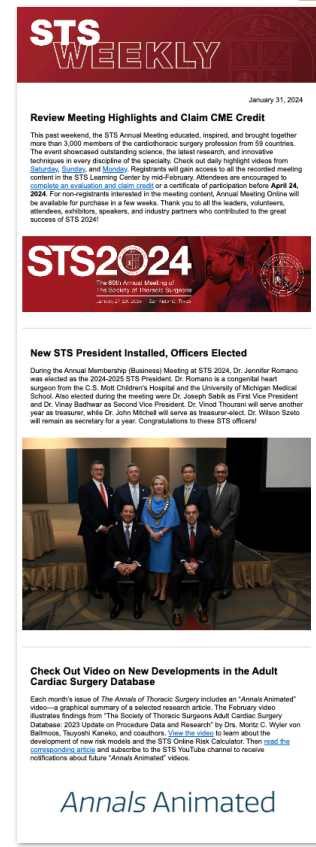 STS
WEEKLY
January 31, 2024
Review Meeting Highlights and Claim CME Credit
This past weekend, the STS Annual Meeting educated, inspired, and brought together
more than 3,000 members of the cardiothoracic surgery profession from 59 countries.
The event showcased outstanding science, the latest research, and innovative
techniques in every discipline of the specialty. Check out daily highlight videos from
Saturday, Sunday, and Monday. Registrants will gain access to all the recorded meeting
content in the STS Learning Center by mid-February. Attendees are encouraged to
complete an evaluation and claim credit or a certificate of participation before April 24,
2024. For non-registrants interested in the meeting content, Annual Meeting Online will
be available for purchase in a few weeks. Thank you to all the leaders, volunteers,
attendees, exhibitors, speakers, and industry partners who contributed to the great
success of STS 2024!
STS2024
The 60th Annual Meeting of
The Society of Thoracic Surgeons
January 27-29, 2024 San Antonio, Texas
New STS President Installed, Officers Elected
During the Annual Membership (Business) Meeting at STS 2024, Dr. Jennifer Romano
was elected as the 2024-2025 STS President. Dr. Romano is a congenital heart
surgeon from the C.S. Mott Children's Hospital and the University of Michigan Medical
School. Also elected during the meeting were Dr. Joseph Sabik as First Vice President
and Dr. Vinay Badhwar as Second Vice President. Dr. Vinod Thourani will serve another
year as treasurer, while Dr. John Mitchell will serve as treasurer-elect. Dr. Wilson Szeto
will remain as secretary for a year. Congratulations to these STS officers!
Check Out Video on New Developments in the Adult
Cardiac Surgery Database
Each month's issue of The Annals of Thoracic Surgery includes an "Annals Animated"
video—a graphical summary of a selected research article. The February video
illustrates findings from "The Society of Thoracic Surgeons Adult Cardiac Surgery
Database: 2023 Update on Procedure Data and Research" by Drs. Moritz C. Wyler von
Ballmoos, Tsuyoshi Kaneko, and coauthors. View the video to learn about the
development of new risk models and the STS Online Risk Calculator. Then read the
corresponding article and subscribe to the STS YouTube channel to receive
notifications about future "Annals Animated" videos.
Annals Animated